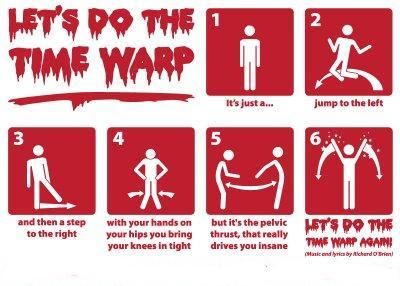 LET'S DO THE
TIME WARP
1
It's just a...
2
jump to the left
3
and then a step
to the right
4
with your hands on
your hips you bring
your knees in tight
5
but it's the pelvic
thrust, that really
drives you insane
6
LET'S DO THE
TIME WARP AGAIN!
(Music and lyrics by Richard O'Brien)